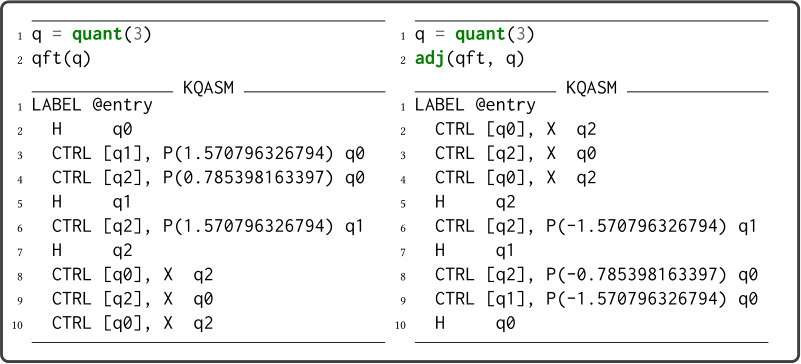 1 q = quant(3)
2 qft(q)
KQASM
1 LABEL @entry
2 H q0
3 CTRL [q1], P(1.570796326794) q0
4 CTRL [q2], P(0.785398163397) q0
5 H q1
6 CTRL [q2], P(1.570796326794) q1
7 H q2
8 CTRL [q0], X q2
9 CTRL [q2], X q0
10 CTRL [q0], X q2
1 q = quant(3)
2 adj(qft, q)
KQASM
1 LABEL @entry
2 CTRL [q0], X q2
3 CTRL [q2], X q0
4 CTRL [q0], X q2
5 H q2
6 CTRL [q2], P(-1.570796326794) q1
7 H q1
8 CTRL [q2], P(-0.785398163397) q0
9 CTRL [q1], P(-1.570796326794) q0
10 H q0